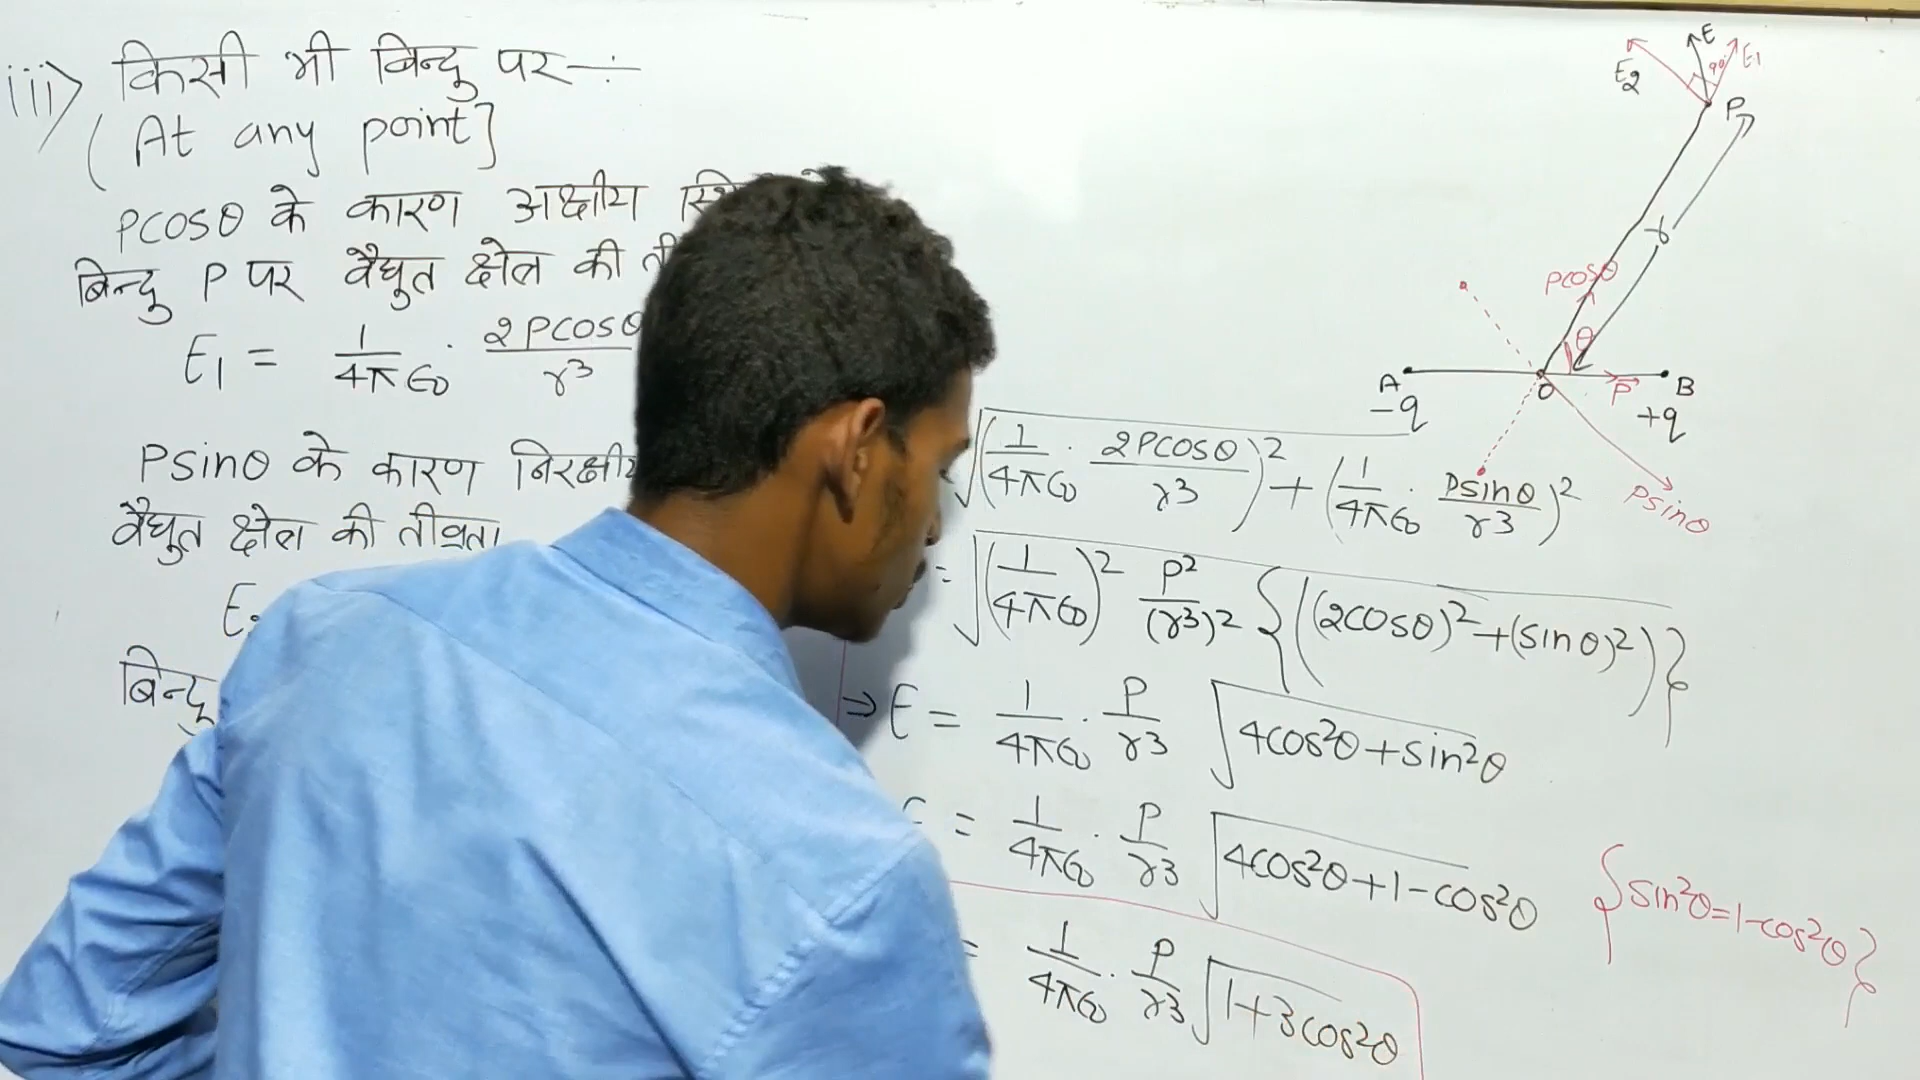 iii) किसी भी बिन्दु पर ÷
(At any point]
PCOSθ के कारण अक्षीय
बिन्दु P पर वैघुत क्षेत्र की
E1 = 1/4πϵ0 . 2PCOSθ/r3
Psinθ के कारण
वैघुत क्षेत्र की तीव्रता
बिन्दु
√(1/4πϵ0 . 2PCOSθ/r3)2 + (1/4πϵ0 . Psinθ/r3)2
= √(1/4πϵ0)2 P2/(r3)2 {((2COSθ)2+(sinθ)2)}
⇒ E = 1/4πϵ0 . P/r3 √4COS2θ+sin2θ
= 1/4πϵ0 . P/r3 √4COS2θ+1-COS2θ {sin2θ=1-cos2θ}
= 1/4πϵ0 . P/r3 √1+3COS2θ
E2 E 90° E1
P
r
PCOSθ
θ
A O P⃗ B
-q +q
Psinθ